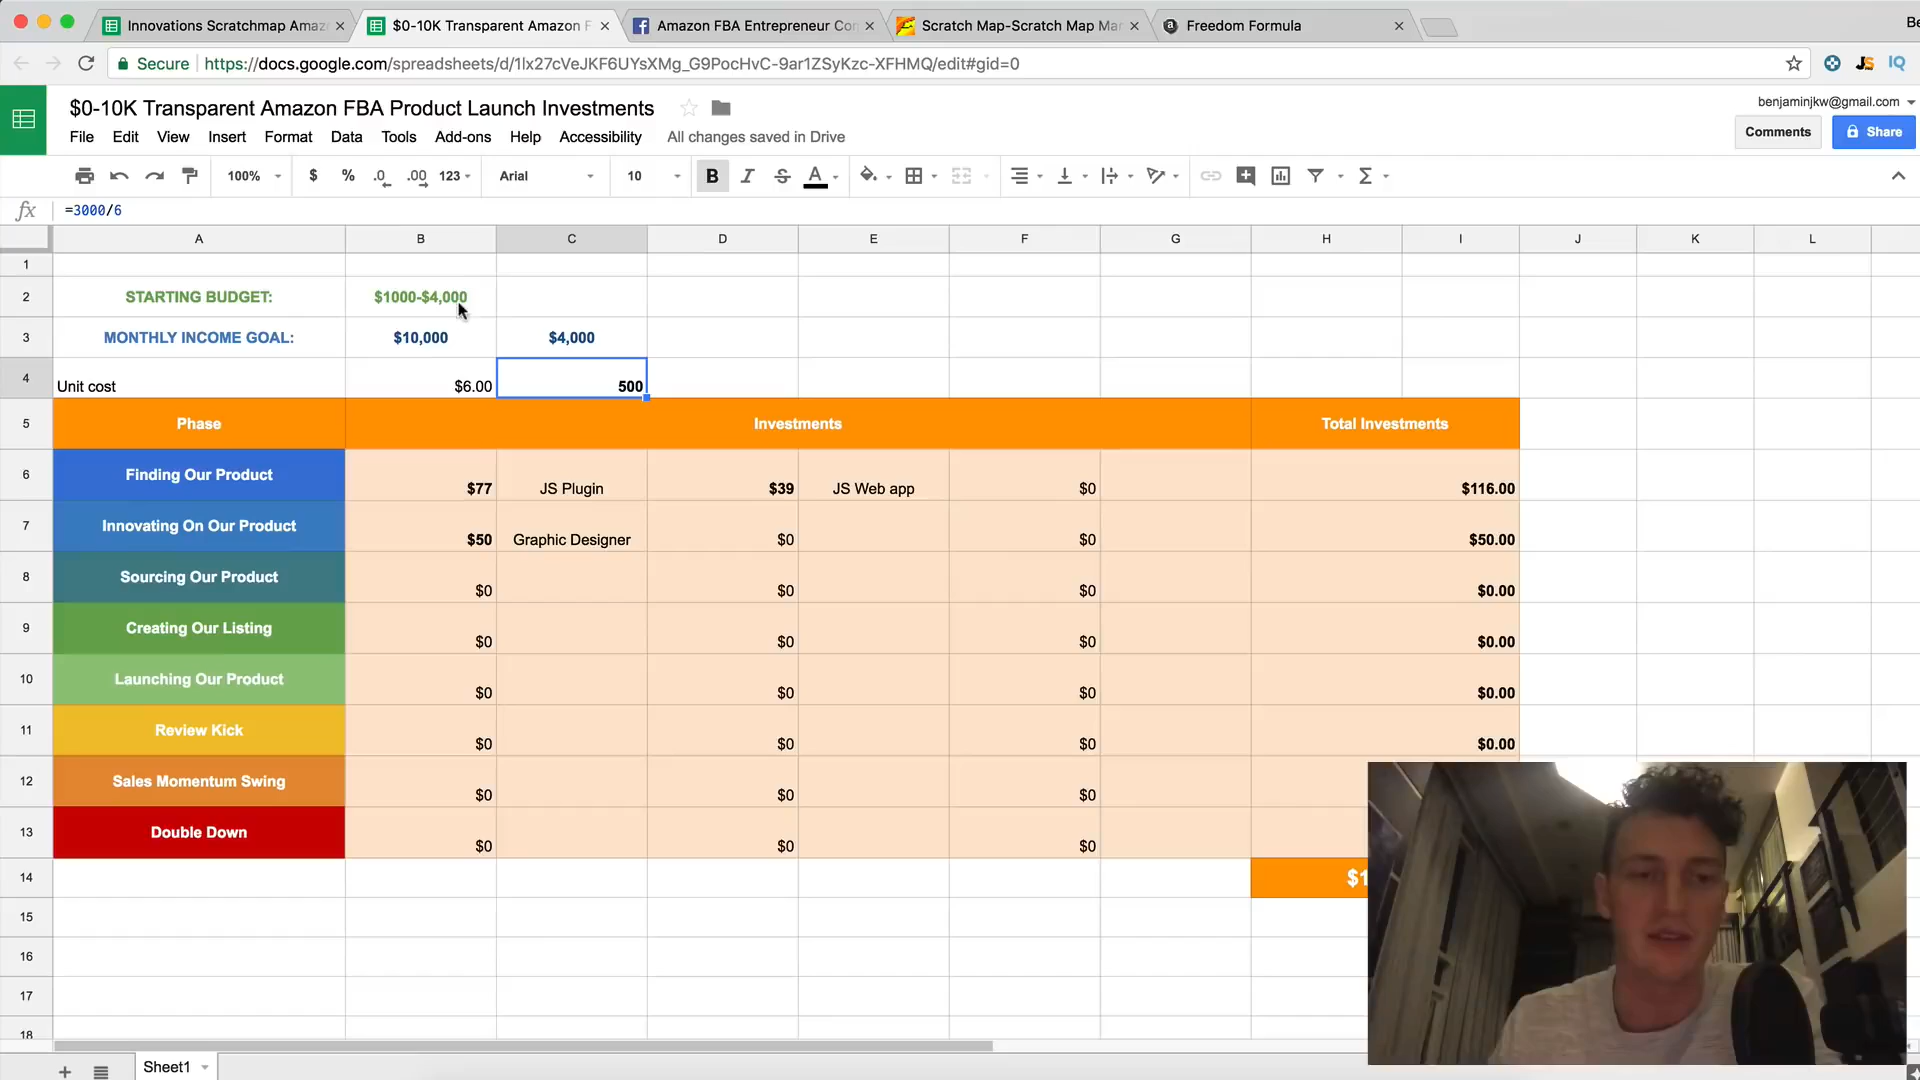 Innovations Scratchmap Amaz
$0-10K Transparent Amazon F
Amazon FBA Entrepreneur Co
Scratch Map-Scratch Map Ma
Freedom Formula
Be
Secure
https://docs.google.com/spreadsheets/d/1lx27cVeJKF6UYsXMg_G9PocHvC-9ar1ZSyKzc-XFHMQ/edit#gid=0
JS
IQ
$0-10K Transparent Amazon FBA Product Launch Investments
benjaminjkw@gmail.com
File Edit View Insert Format Data Tools Add-ons Help Accessibility All changes saved in Drive
Comments
Share
100% $ % .0 .00 123 Arial 10 B I S A Σ
fx =3000/6
A B C D E F G H I J K L
1
2 STARTING BUDGET: $1000-$4,000
3 MONTHLY INCOME GOAL: $10,000 $4,000
4 Unit cost $6.00 500
5 Phase Investments Total Investments
6 Finding Our Product $77 JS Plugin $39 JS Web app $0 $116.00
7 Innovating On Our Product $50 Graphic Designer $0 $0 $50.00
8 Sourcing Our Product $0 $0 $0 $0.00
9 Creating Our Listing $0 $0 $0 $0.00
10 Launching Our Product $0 $0 $0 $0.00
11 Review Kick $0 $0 $0 $0.00
12 Sales Momentum Swing $0 $0 $0
13 Double Down $0 $0 $0
14 $1
15
16
17
18
Sheet1